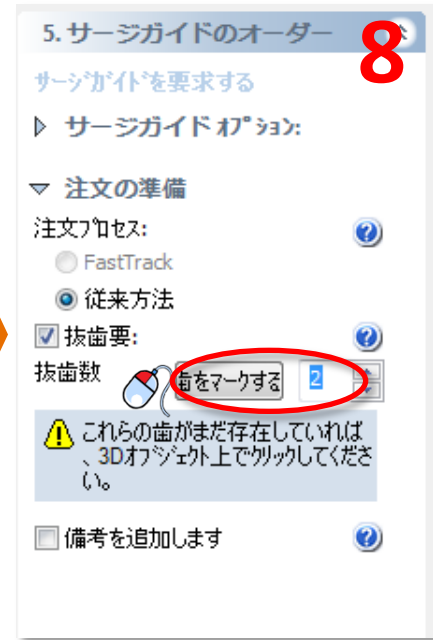 5. サージガイドのオーダー
8
サージガイドを要求する
サージガイド オプション:
注文の準備
注文プロセス:
FastTrack
従来方法
抜歯要:
抜歯数
歯をマークする
2
これらの歯がまだ存在していれば
、3Dオブジェクト上でクリックしてくださ
い。
備考を追加します